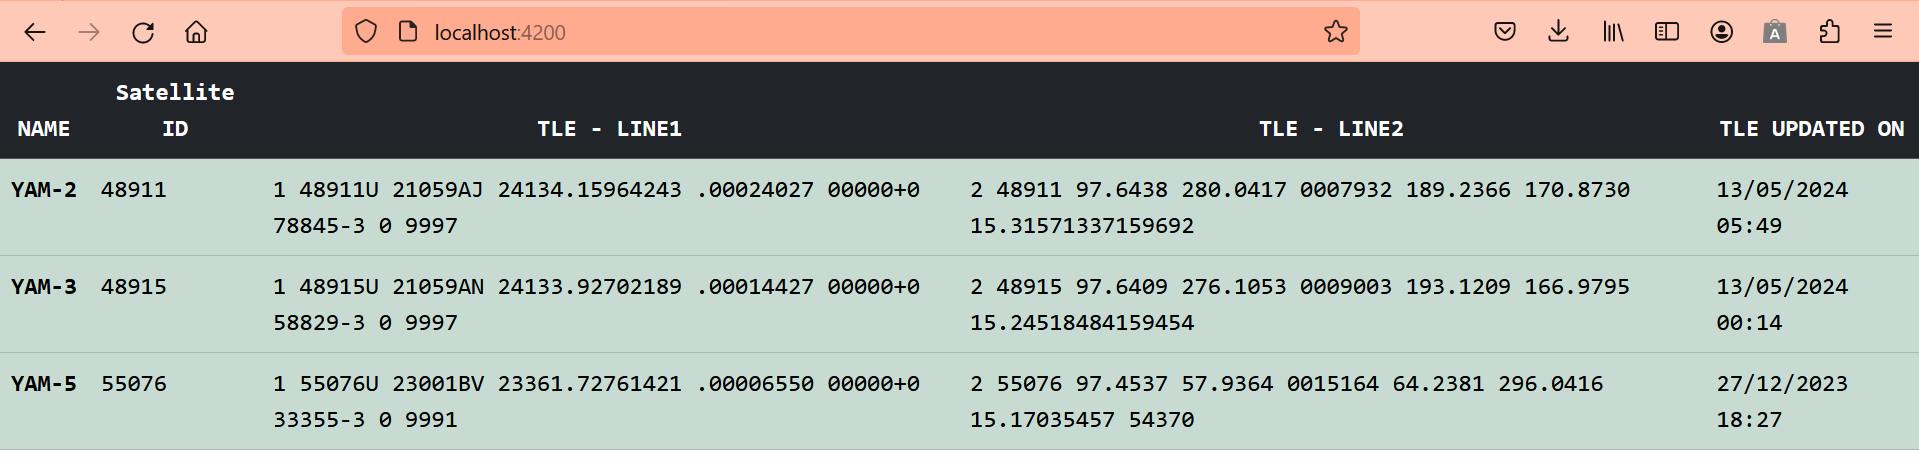 localhost:4200
Satellite
NAME ID TLE - LINE1 TLE - LINE2 TLE UPDATED ON
YAM-2 48911 1 48911U 21059AJ 24134.15964243 .00024027 00000+0 2 48911 97.6438 280.0417 0007932 189.2366 170.8730 13/05/2024
78845-3 0 9997 15.31571337159692 05:49
YAM-3 48915 1 48915U 21059AN 24133.92702189 .00014427 00000+0 2 48915 97.6409 276.1053 0009003 193.1209 166.9795 13/05/2024
58829-3 0 9997 15.24518484159454 00:14
YAM-5 55076 1 55076U 23001BV 23361.72761421 .00006550 00000+0 2 55076 97.4537 57.9364 0015164 64.2381 296.0416 27/12/2023
33355-3 0 9991 15.17035457 54370 18:27